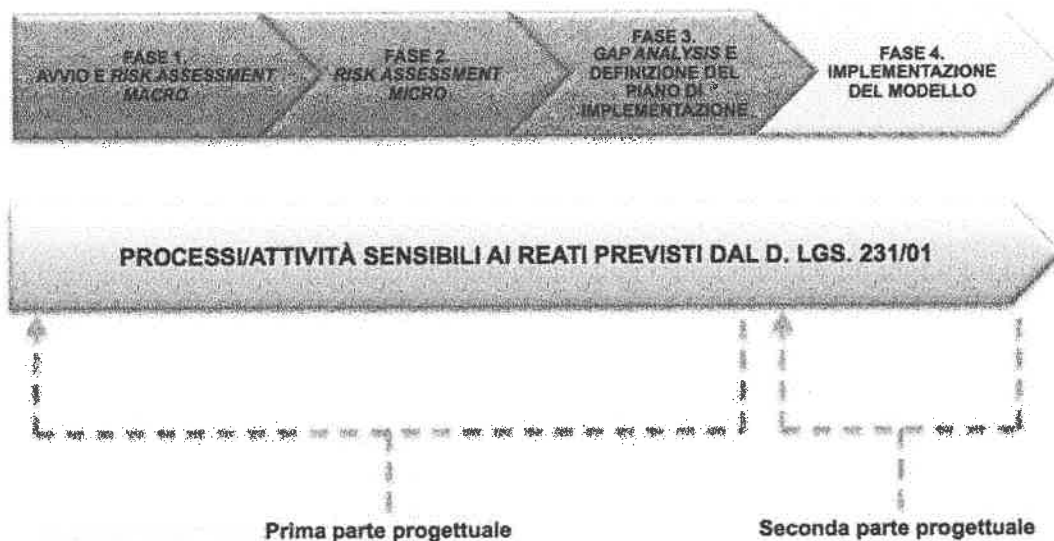 FASE 1.
AVVIO E RISK ASSESSMENT
MACRO
FASE 2.
RISK ASSESSMENT
MICRO
FASE 3.
GAP ANALYSIS E
DEFINIZIONE DEL
PIANO DI
IMPLEMENTAZIONE
FASE 4.
IMPLEMENTAZIONE
DEL MODELLO
PROCESSI/ATTIVITÀ SENSIBILI AI REATI PREVISTI DAL D. LGS. 231/01
Prima parte progettuale
Seconda parte progettuale